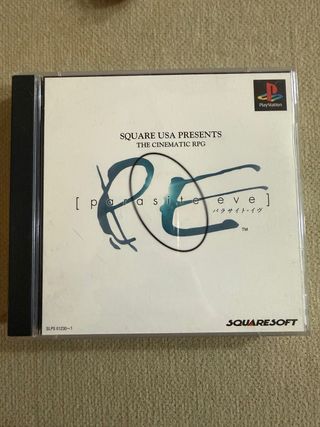 PlayStation
SQUARE USA PRESENTS
THE CINEMATIC RPG
PE
[parasite eve]
パラサイト・イヴ
TM
SLPS 01230~1
SQUARESOFT